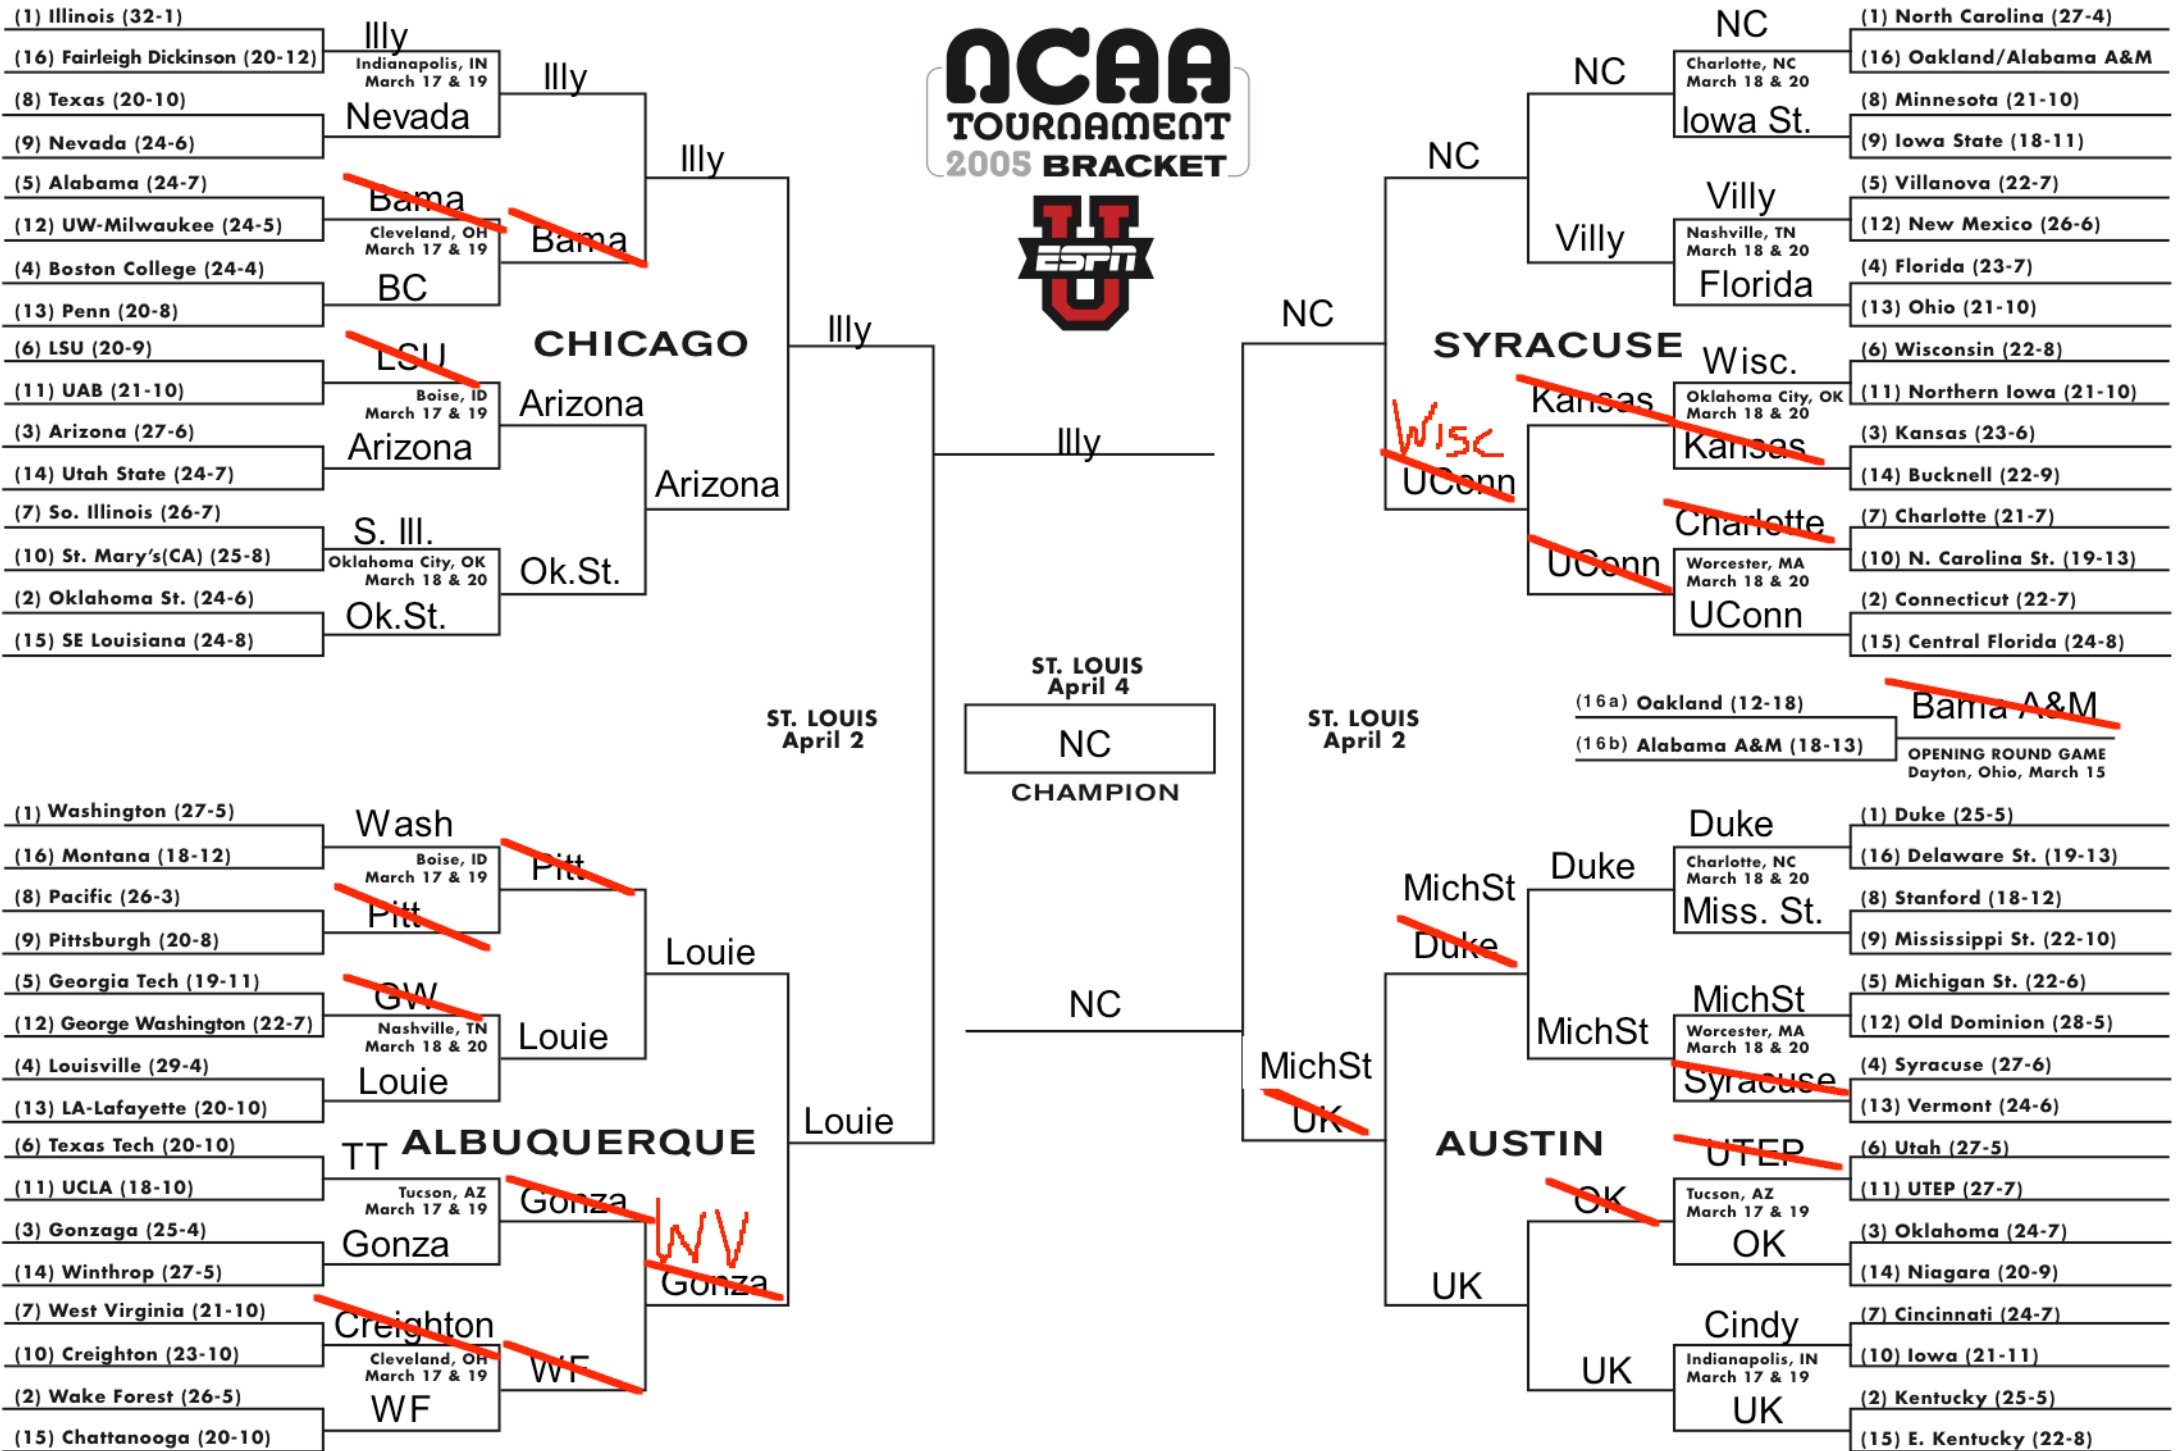 NCAA
TOURNAMENT
2005 BRACKET
ESPN
U
(1) Illinois (32-1)
(16) Fairleigh Dickinson (20-12)
(8) Texas (20-10)
(9) Nevada (24-6)
(5) Alabama (24-7)
(12) UW-Milwaukee (24-5)
(4) Boston College (24-4)
(13) Penn (20-8)
(6) LSU (20-9)
(11) UAB (21-10)
(3) Arizona (27-6)
(14) Utah State (24-7)
(7) So. Illinois (26-7)
(10) St. Mary's(CA) (25-8)
(2) Oklahoma St. (24-6)
(15) SE Louisiana (24-8)
Illy
Indianapolis, IN
March 17 & 19
Nevada
Bama
Cleveland, OH
March 17 & 19
BC
LSU
Boise, ID
March 17 & 19
Arizona
S. Ill.
Oklahoma City, OK
March 18 & 20
Ok.St.
Illy
Bama
Arizona
Ok.St.
Illy
Arizona
CHICAGO
Illy
Illy
(1) Washington (27-5)
(16) Montana (18-12)
(8) Pacific (26-3)
(9) Pittsburgh (20-8)
(5) Georgia Tech (19-11)
(12) George Washington (22-7)
(4) Louisville (29-4)
(13) LA-Lafayette (20-10)
(6) Texas Tech (20-10)
(11) UCLA (18-10)
(3) Gonzaga (25-4)
(14) Winthrop (27-5)
(7) West Virginia (21-10)
(10) Creighton (23-10)
(2) Wake Forest (26-5)
(15) Chattanooga (20-10)
Wash
Boise, ID
March 17 & 19
Pitt
GW
Nashville, TN
March 18 & 20
Louie
TT
Tucson, AZ
March 17 & 19
Gonza
Creighton
Cleveland, OH
March 17 & 19
WF
Pitt
Louie
Gonza
WF
Louie
WV
Gonza
ALBUQUERQUE
Louie
ST. LOUIS
April 2
ST. LOUIS
April 4
NC
CHAMPION
NC
ST. LOUIS
April 2
NC
Wisc.
SYRACUSE
NC
WISC
UConn
NC
Villy
Kansas
UConn
NC
Charlotte, NC
March 18 & 20
Iowa St.
Villy
Nashville, TN
March 18 & 20
Florida
Oklahoma City, OK
March 18 & 20
Kansas
Charlotte
Worcester, MA
March 18 & 20
UConn
(1) North Carolina (27-4)
(16) Oakland/Alabama A&M
(8) Minnesota (21-10)
(9) Iowa State (18-11)
(5) Villanova (22-7)
(12) New Mexico (26-6)
(4) Florida (23-7)
(13) Ohio (21-10)
(6) Wisconsin (22-8)
(11) Northern Iowa (21-10)
(3) Kansas (23-6)
(14) Bucknell (22-9)
(7) Charlotte (21-7)
(10) N. Carolina St. (19-13)
(2) Connecticut (22-7)
(15) Central Florida (24-8)
(16a) Oakland (12-18)
(16b) Alabama A&M (18-13)
Bama A&M
OPENING ROUND GAME
Dayton, Ohio, March 15
MichSt
UK
AUSTIN
MichSt
Duke
UK
Duke
MichSt
OK
UK
Duke
Charlotte, NC
March 18 & 20
Miss. St.
MichSt
Worcester, MA
March 18 & 20
Syracuse
UTEP
Tucson, AZ
March 17 & 19
OK
Cindy
Indianapolis, IN
March 17 & 19
UK
(1) Duke (25-5)
(16) Delaware St. (19-13)
(8) Stanford (18-12)
(9) Mississippi St. (22-10)
(5) Michigan St. (22-6)
(12) Old Dominion (28-5)
(4) Syracuse (27-6)
(13) Vermont (24-6)
(6) Utah (27-5)
(11) UTEP (27-7)
(3) Oklahoma (24-7)
(14) Niagara (20-9)
(7) Cincinnati (24-7)
(10) Iowa (21-11)
(2) Kentucky (25-5)
(15) E. Kentucky (22-8)